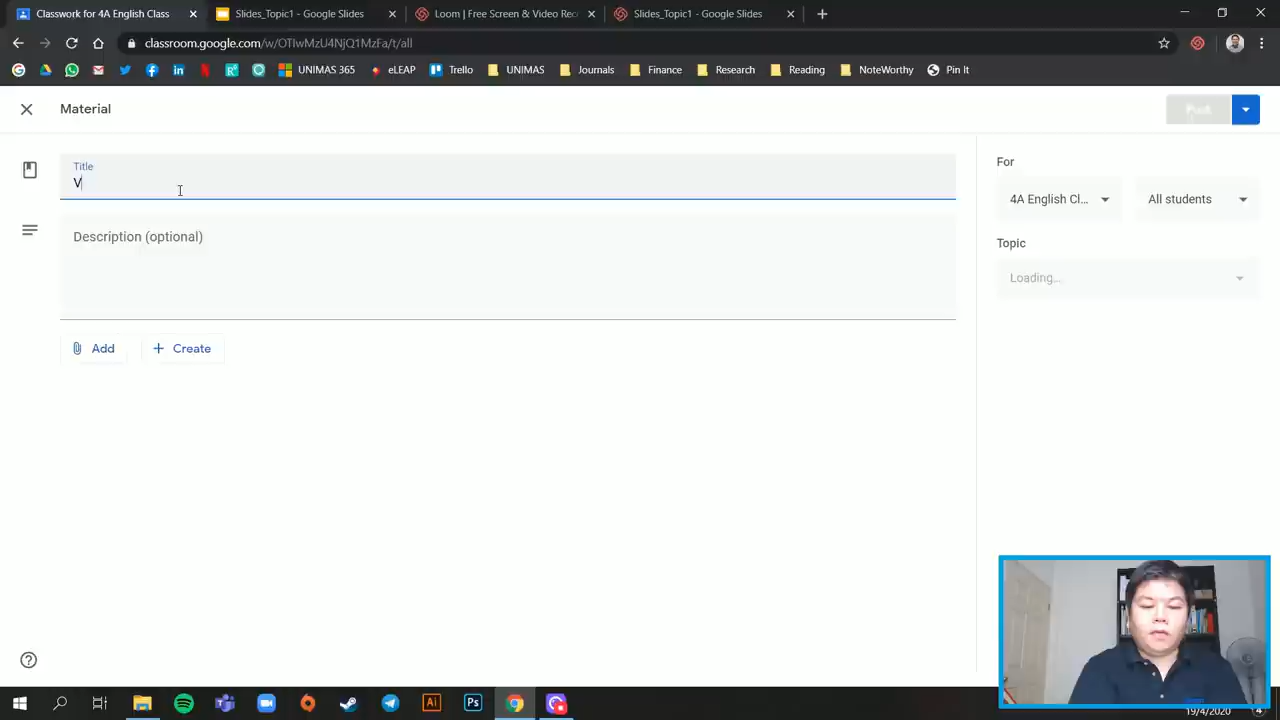 Classwork for 4A English Class
Slides_Topic1 - Google Slides
Loom | Free Screen & Video Rec
Slides_Topic1 - Google Slides
classroom.google.com/w/OTIwMzU4NjQ1MzFa/t/all
UNIMAS 365
eLEAP
Trello
UNIMAS
Journals
Finance
Research
Reading
NoteWorthy
Pin It
Material
Post
Title
V
Description (optional)
Add
Create
For
4A English Cl...
All students
Topic
Loading...
19/4/2020